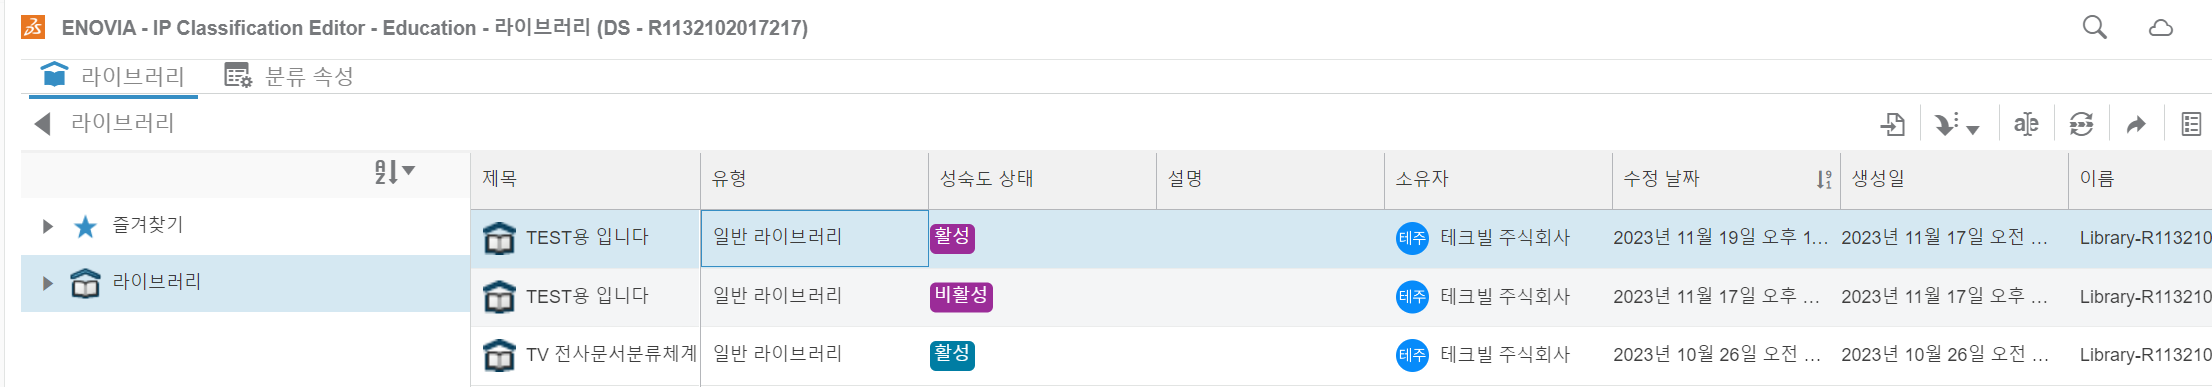 ENOVIA - IP Classification Editor - Education - 라이브러리 (DS - R1132102017217)
라이브러리 분류 속성
라이브러리
제목 유형 성숙도 상태 설명 소유자 수정 날짜 생성일 이름
즐겨찾기
라이브러리
TEST용 입니다 일반 라이브러리 활성 테주 테크빌 주식회사 2023년 11월 19일 오후 1... 2023년 11월 17일 오전 ... Library-R113210
TEST용 입니다 일반 라이브러리 비활성 테주 테크빌 주식회사 2023년 11월 17일 오후 ... 2023년 11월 17일 오후 ... Library-R113210
TV 전사문서분류체계 일반 라이브러리 활성 테주 테크빌 주식회사 2023년 10월 26일 오전 ... 2023년 10월 26일 오전 ... Library-R113210